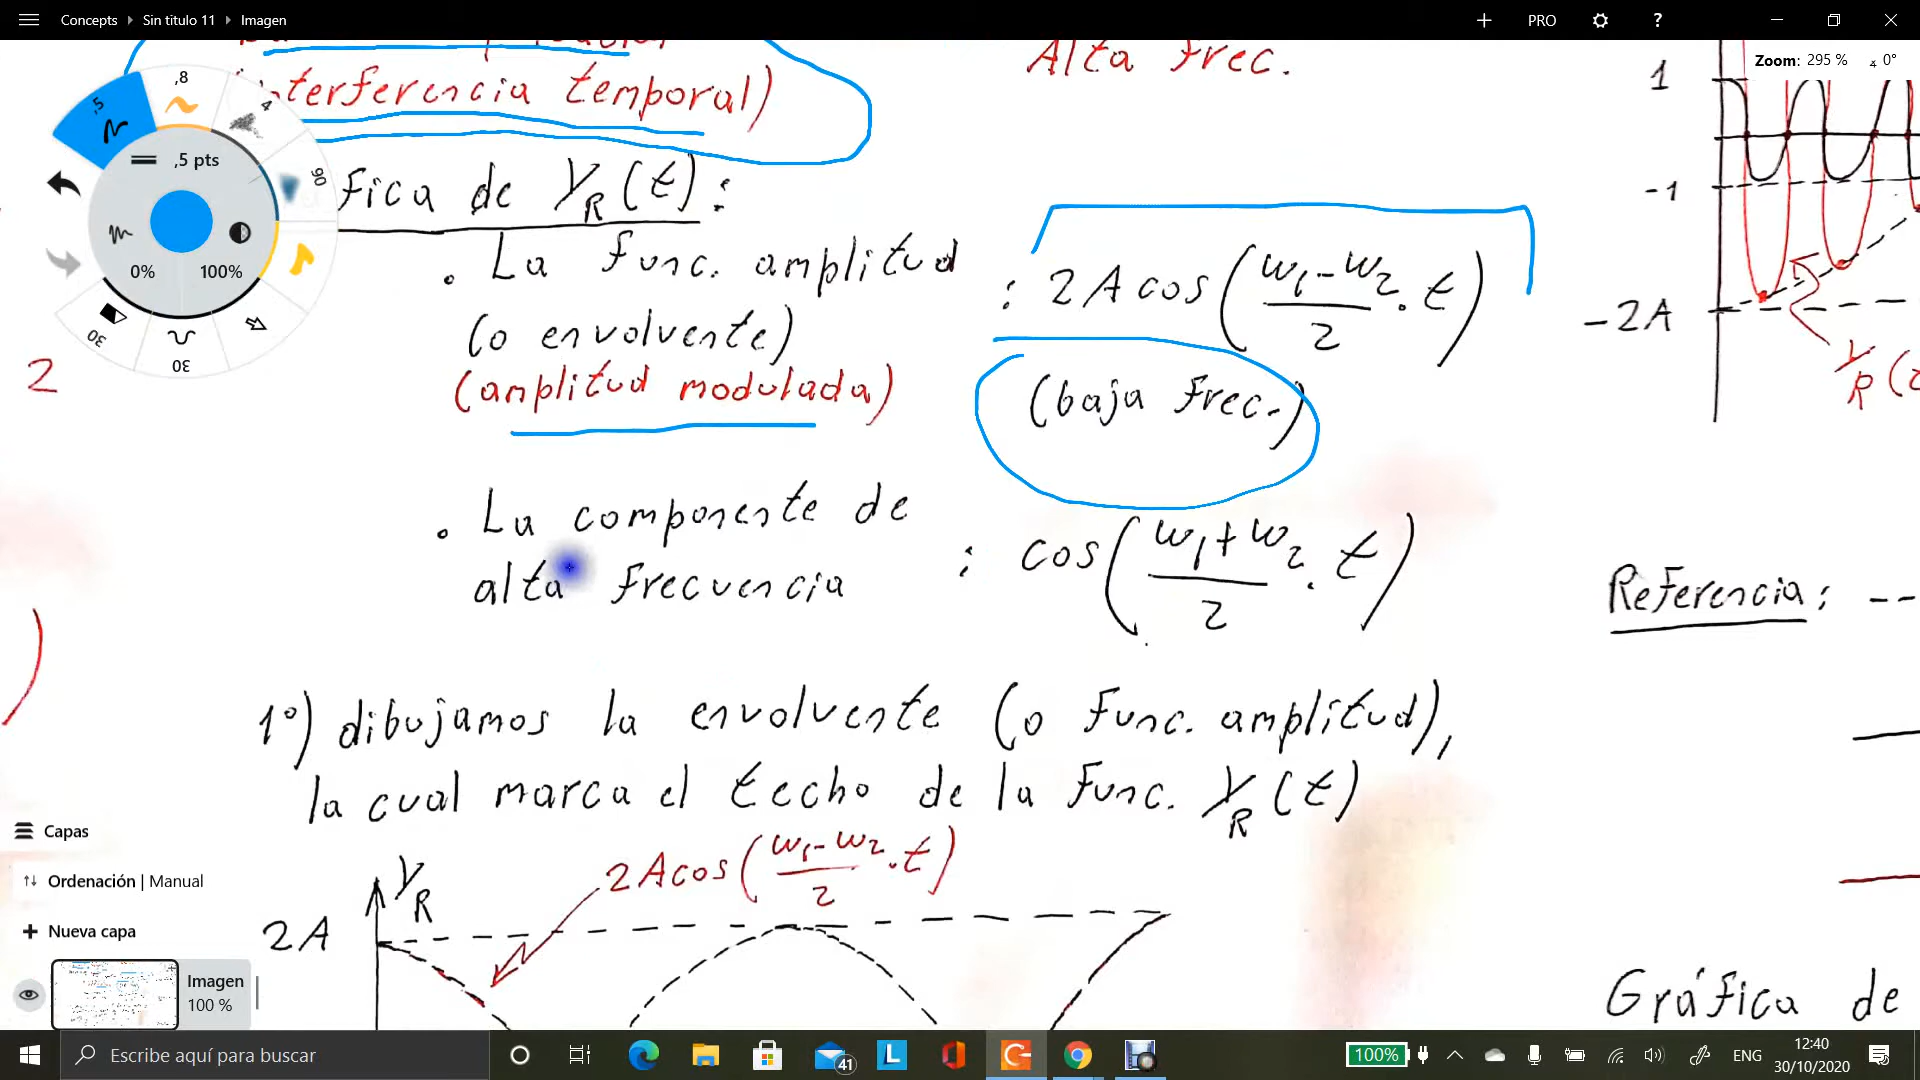 Concepts ▸ Sin título 11 ▸ Imagen
PRO
?
Zoom: 295 % 0°
interferencia temporal)
Alta Frec.
1
-1
-2A
Y_R(
fica de Y_R(t):
. La func. amplitud : 2A cos((w1-w2)/2 . t)
(o envolvente)
(amplitud modulada)
(baja Frec.)
. La componente de
alta frecuencia : cos((w1+w2)/2 . t)
2
Referencia: --
1°) dibujamos la envolvente (o Func. amplitud),
la cual marca el techo de la Func. Y_R(t)
2A cos((w1-w2)/2 . t)
Y_R
2A
Gráfica de
,5
,8
4
90
30
30
,5 pts
0%
100%
Capas
Ordenación | Manual
Nueva capa
Imagen
100 %
Escribe aquí para buscar
41
100%
ENG
12:40
30/10/2020